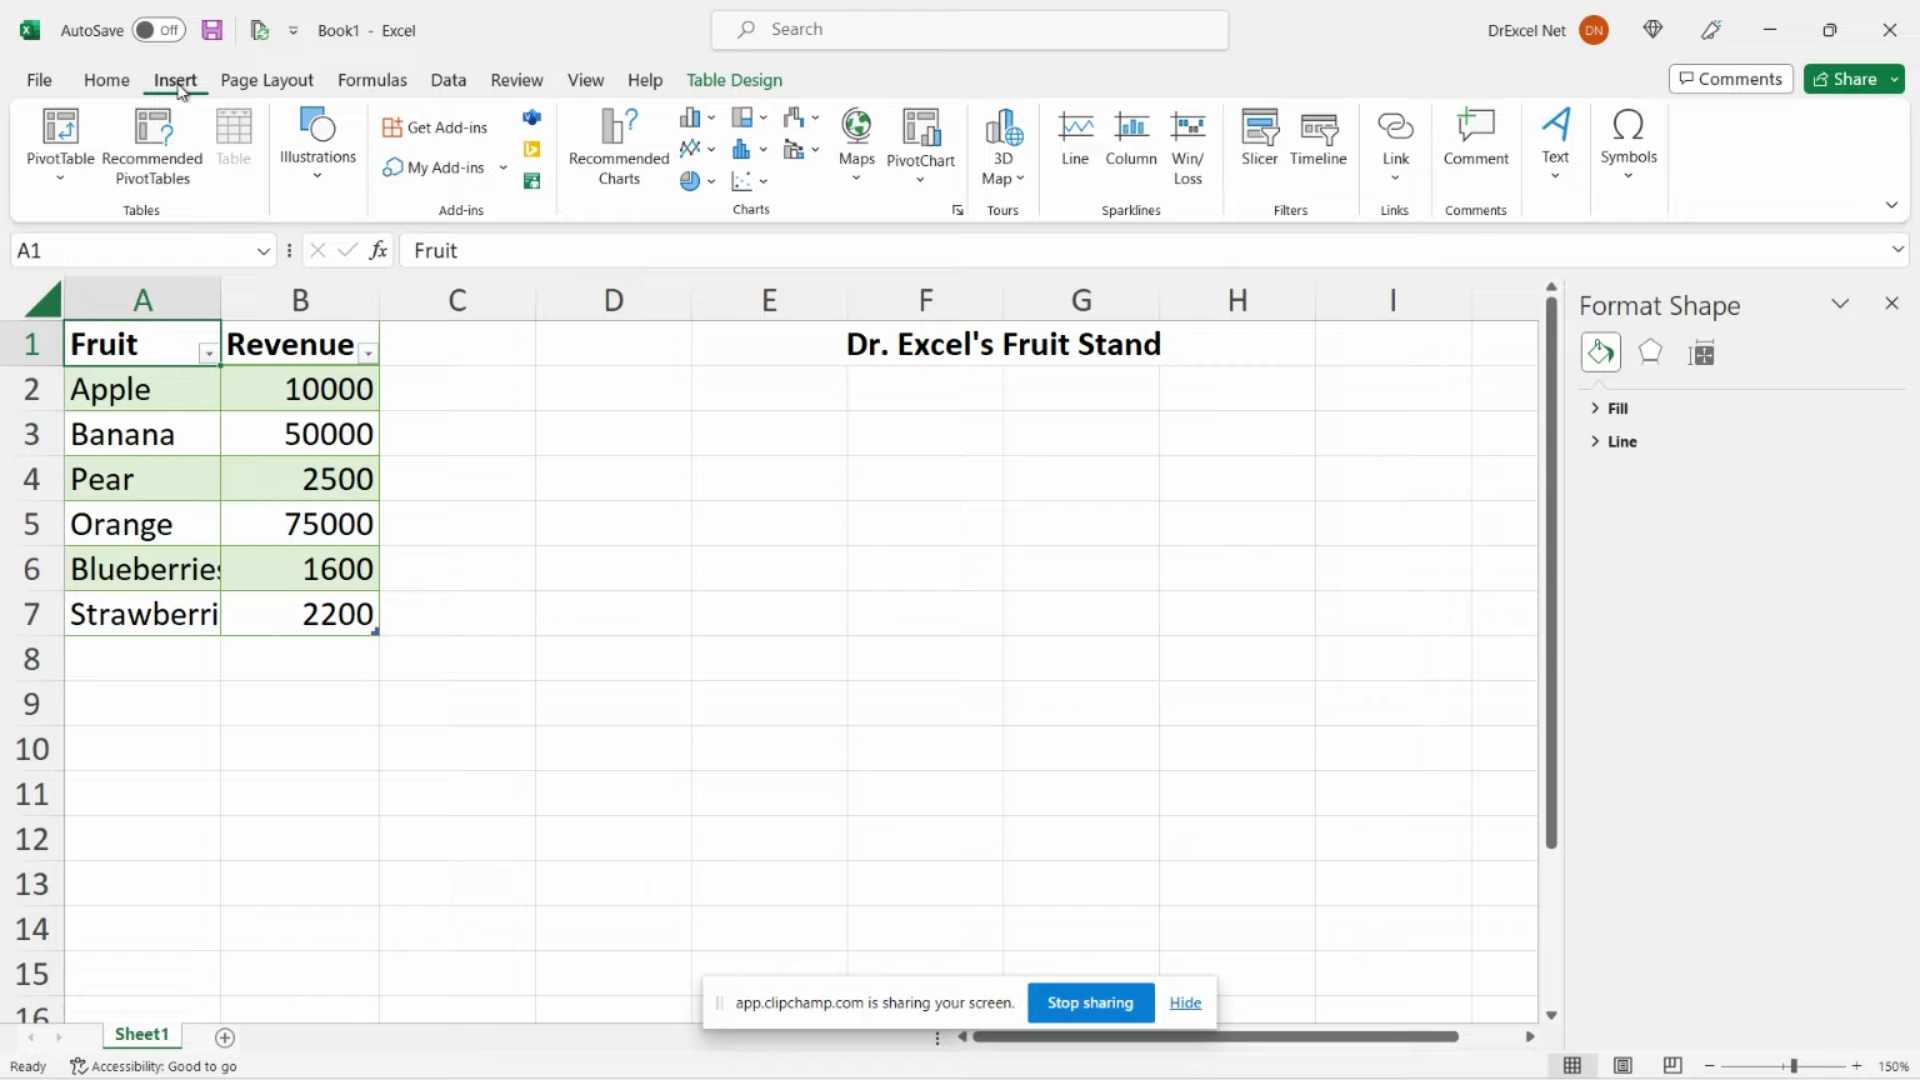 AutoSave Off Book1 - Excel Search DrExcel Net DN
File Home Insert Page Layout Formulas Data Review View Help Table Design Comments Share
PivotTable Recommended PivotTables Table Illustrations Get Add-ins My Add-ins Recommended Charts Maps PivotChart 3D Map Line Column Win/Loss Slicer Timeline Link Comment Text Symbols
Tables Add-ins Charts Tours Sparklines Filters Links Comments
A1 fx Fruit
A B C D E F G H I
1 Fruit Revenue Dr. Excel's Fruit Stand
2 Apple 10000
3 Banana 50000
4 Pear 2500
5 Orange 75000
6 Blueberries 1600
7 Strawberri 2200
8
9
10
11
12
13
14
15
16
Format Shape
Fill
Line
app.clipchamp.com is sharing your screen. Stop sharing Hide
Sheet1
Ready Accessibility: Good to go 150%